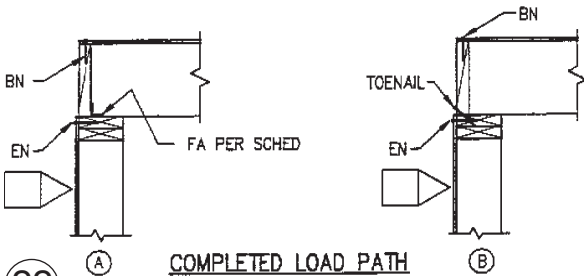 BN
BN
TOENAIL
EN
FA PER SCHED
EN
A
COMPLETED LOAD PATH
B